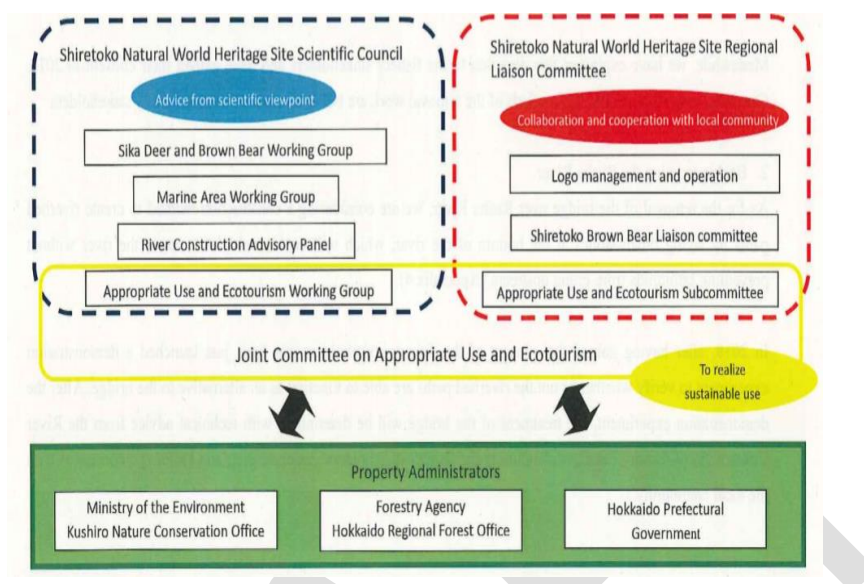 Shiretoko Natural World Heritage Site Scientific Council
Advice from scientific viewpoint
Sika Deer and Brown Bear Working Group
Marine Area Working Group
River Construction Advisory Panel
Appropriate Use and Ecotourism Working Group
Shiretoko Natural World Heritage Site Regional
Liaison Committee
Collaboration and cooperation with local community
Logo management and operation
Shiretoko Brown Bear Liaison committee
Appropriate Use and Ecotourism Subcommittee
Joint Committee on Appropriate Use and Ecotourism
To realize
sustainable use
Property Administrators
Ministry of the Environment
Kushiro Nature Conservation Office
Forestry Agency
Hokkaido Regional Forest Office
Hokkaido Prefectural
Government